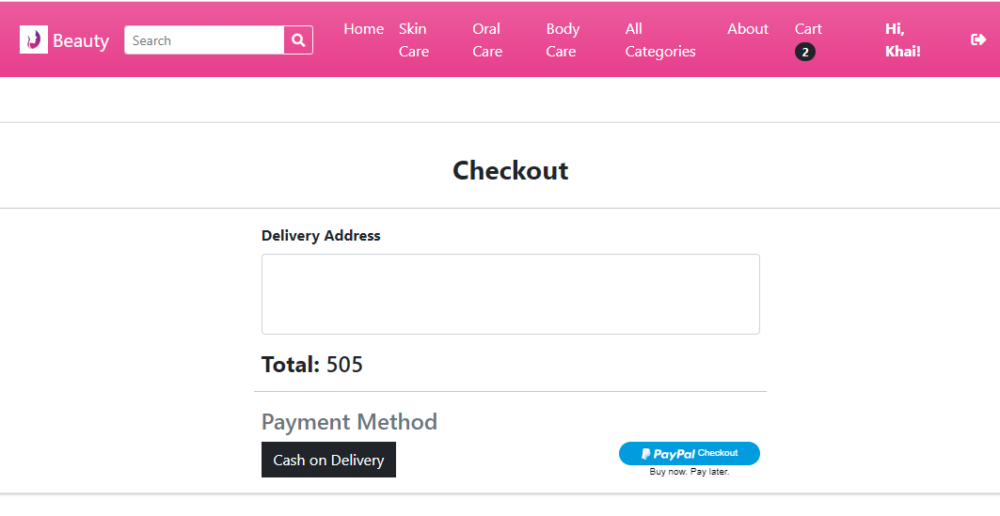 Beauty
Search
Home
Skin Care
Oral Care
Body Care
All Categories
About
Cart 2
Hi, Khai!
Checkout
Delivery Address
Total: 505
Payment Method
Cash on Delivery
PayPal Checkout
Buy now. Pay later.